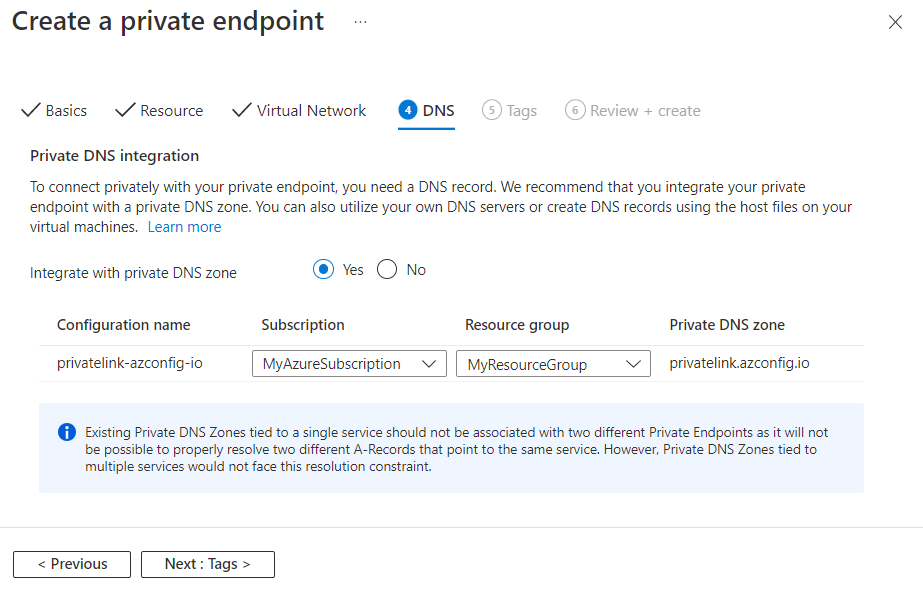 Create a private endpoint ...
Basics Resource Virtual Network 4 DNS 5 Tags 6 Review + create
Private DNS integration
To connect privately with your private endpoint, you need a DNS record. We recommend that you integrate your private
endpoint with a private DNS zone. You can also utilize your own DNS servers or create DNS records using the host files on your
virtual machines. Learn more
Integrate with private DNS zone Yes No
Configuration name Subscription Resource group Private DNS zone
privatelink-azconfig-io MyAzureSubscription MyResourceGroup privatelink.azconfig.io
Existing Private DNS Zones tied to a single service should not be associated with two different Private Endpoints as it will not
be possible to properly resolve two different A-Records that point to the same service. However, Private DNS Zones tied to
multiple services would not face this resolution constraint.
< Previous Next : Tags >